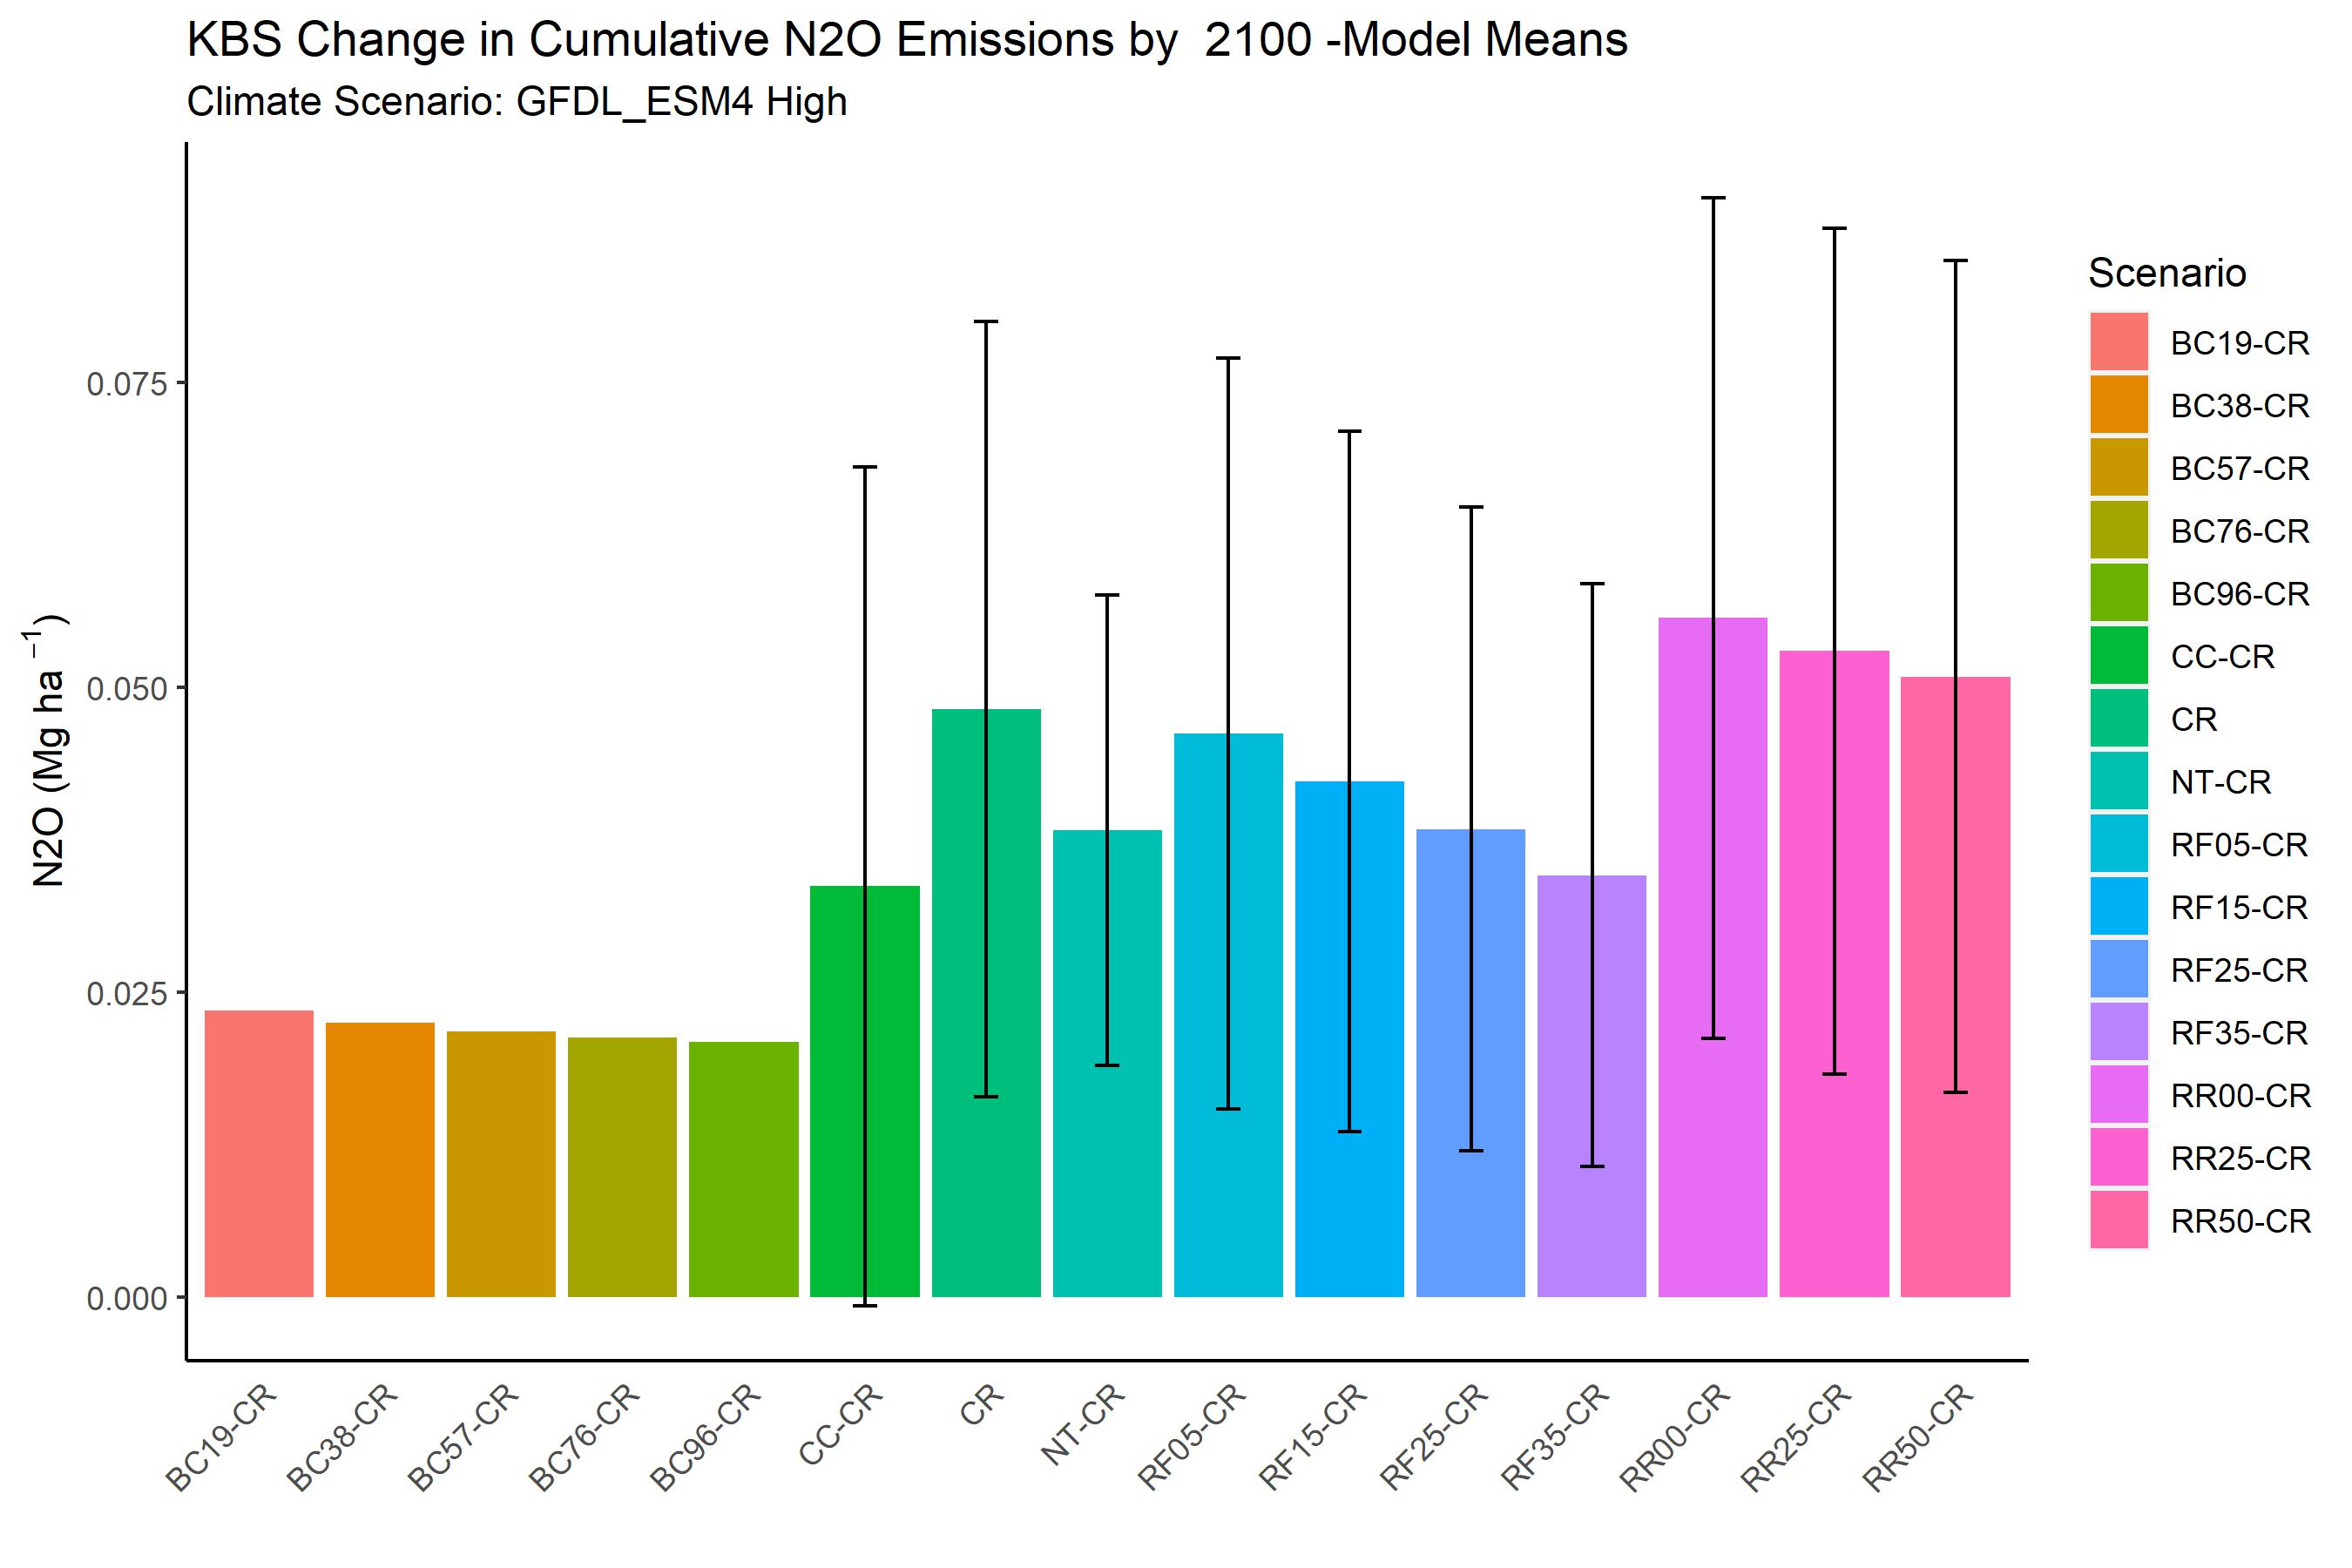 KBS Change in Cumulative N2O Emissions by  2100 -Model Means
Climate Scenario: GFDL_ESM4 High
N2O (Mg ha −1)
0.075
0.050
0.025
0.000
BC19-CR
BC38-CR
BC57-CR
BC76-CR
BC96-CR
CC-CR
CR
NT-CR
RF05-CR
RF15-CR
RF25-CR
RF35-CR
RR00-CR
RR25-CR
RR50-CR
Scenario
BC19-CR
BC38-CR
BC57-CR
BC76-CR
BC96-CR
CC-CR
CR
NT-CR
RF05-CR
RF15-CR
RF25-CR
RF35-CR
RR00-CR
RR25-CR
RR50-CR